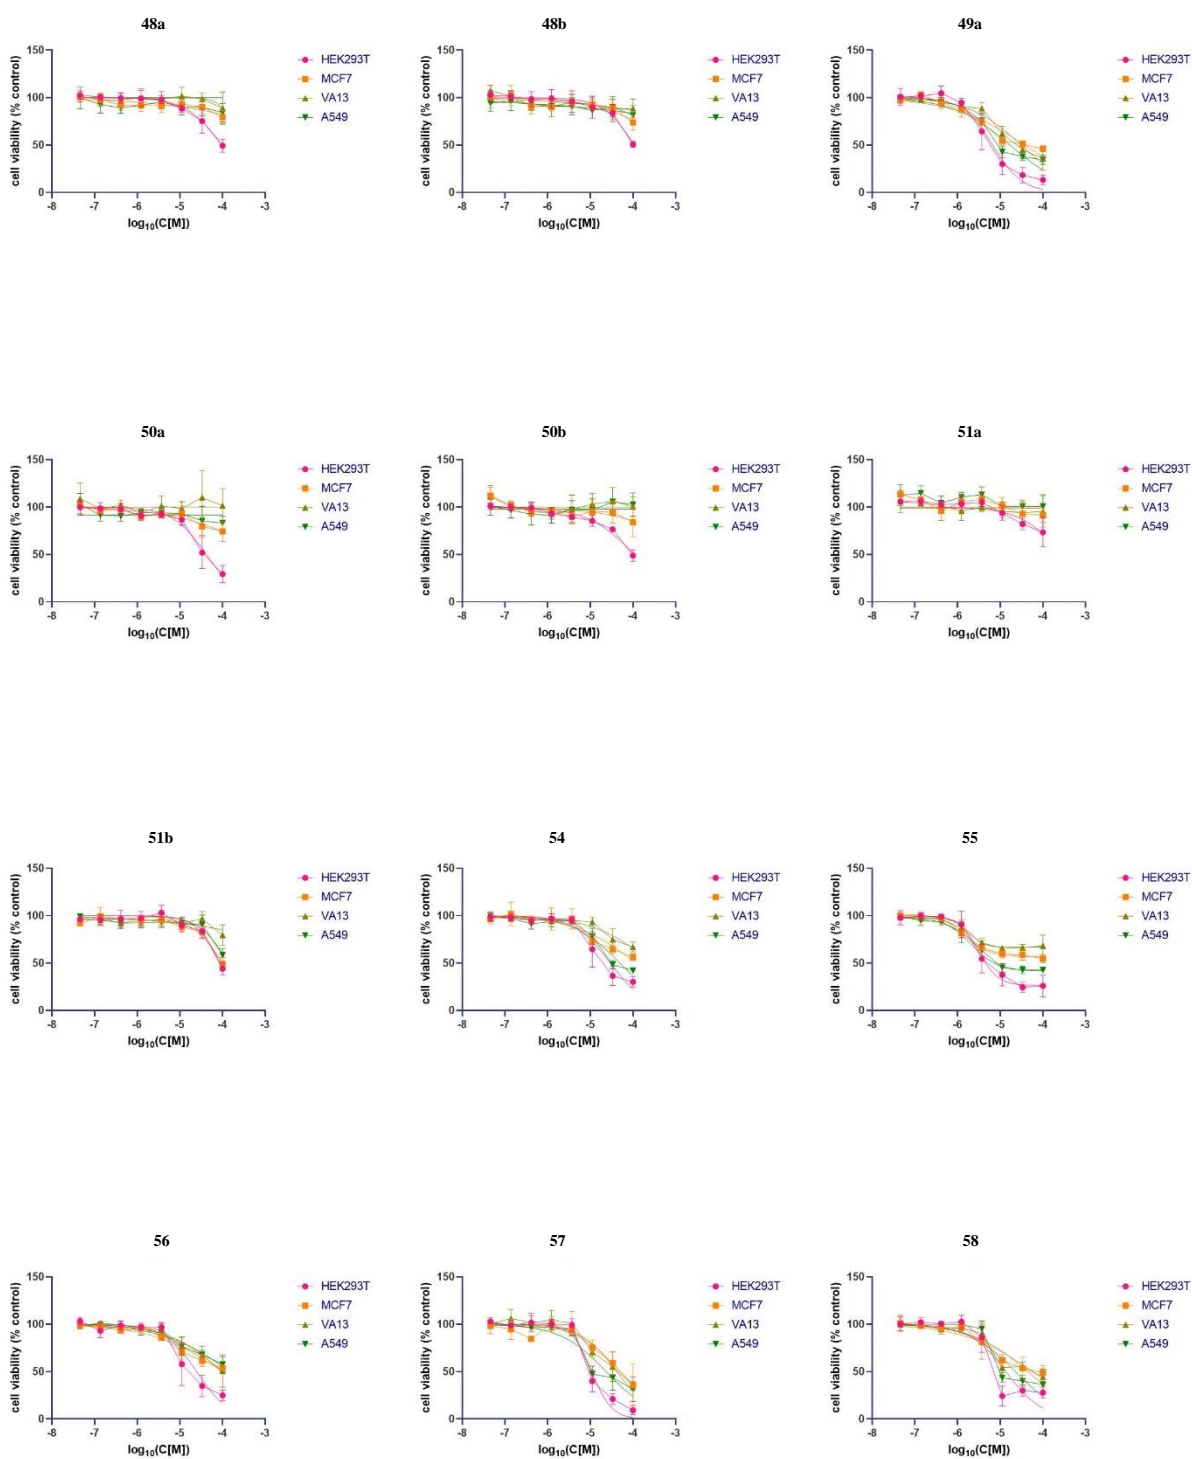 48a
48b
49a
150
100
50
0
-8 -7 -6 -5 -4 -3
cell viability (% control)
log10(C[M])
HEK293T
MCF7
VA13
A549
150
100
50
0
-8 -7 -6 -5 -4 -3
cell viability (% control)
log10(C[M])
HEK293T
MCF7
VA13
A549
150
100
50
0
-8 -7 -6 -5 -4 -3
cell viability (% control)
log10(C[M])
HEK293T
MCF7
VA13
A549
50a
50b
51a
150
100
50
0
-8 -7 -6 -5 -4 -3
cell viability (% control)
log10(C[M])
HEK293T
MCF7
VA13
A549
150
100
50
0
-8 -7 -6 -5 -4 -3
cell viability (% control)
log10(C[M])
HEK293T
MCF7
VA13
A549
150
100
50
0
-8 -7 -6 -5 -4 -3
cell viability (% control)
log10(C[M])
HEK293T
MCF7
VA13
A549
51b
54
55
150
100
50
0
-8 -7 -6 -5 -4 -3
cell viability (% control)
log10(C[M])
HEK293T
MCF7
VA13
A549
150
100
50
0
-8 -7 -6 -5 -4 -3
cell viability (% control)
log10(C[M])
HEK293T
MCF7
VA13
A549
150
100
50
0
-8 -7 -6 -5 -4 -3
cell viability (% control)
log10(C[M])
HEK293T
MCF7
VA13
A549
56
57
58
150
100
50
0
-8 -7 -6 -5 -4 -3
cell viability (% control)
log10(C[M])
HEK293T
MCF7
VA13
A549
150
100
50
0
-8 -7 -6 -5 -4 -3
cell viability (% control)
log10(C[M])
HEK293T
MCF7
VA13
A549
150
100
50
0
-8 -7 -6 -5 -4 -3
cell viability (% control)
log10(C[M])
HEK293T
MCF7
VA13
A549